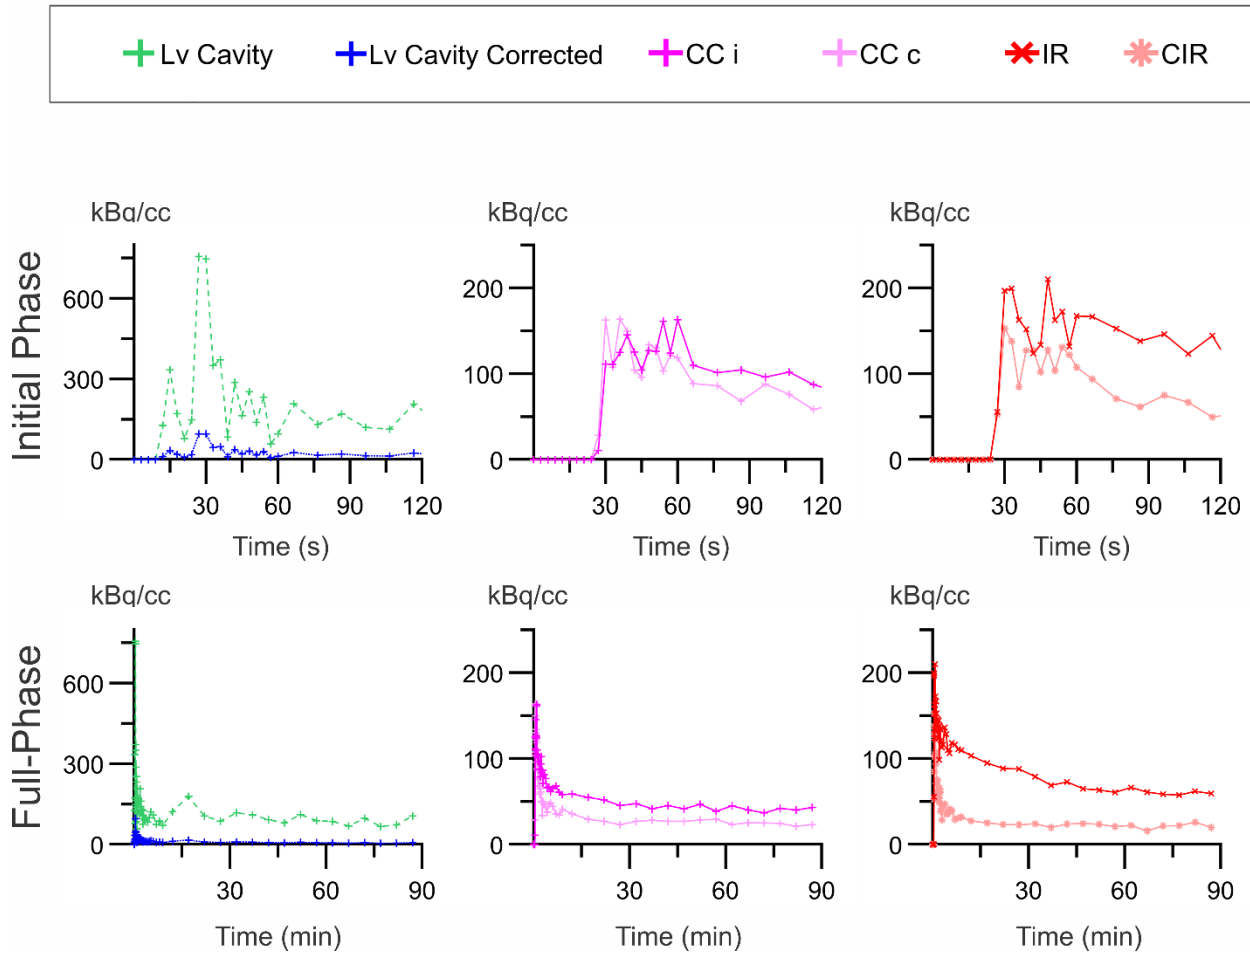 Lv Cavity Lv Cavity Corrected CC i CC c IR CIR
Initial Phase
kBq/cc kBq/cc kBq/cc
600 200 200
300 100 100
0 0 0
30 60 90 120 30 60 90 120 30 60 90 120
Time (s) Time (s) Time (s)
Full-Phase
kBq/cc kBq/cc kBq/cc
600 200 200
300 100 100
0 0 0
30 60 90 30 60 90 30 60 90
Time (min) Time (min) Time (min)